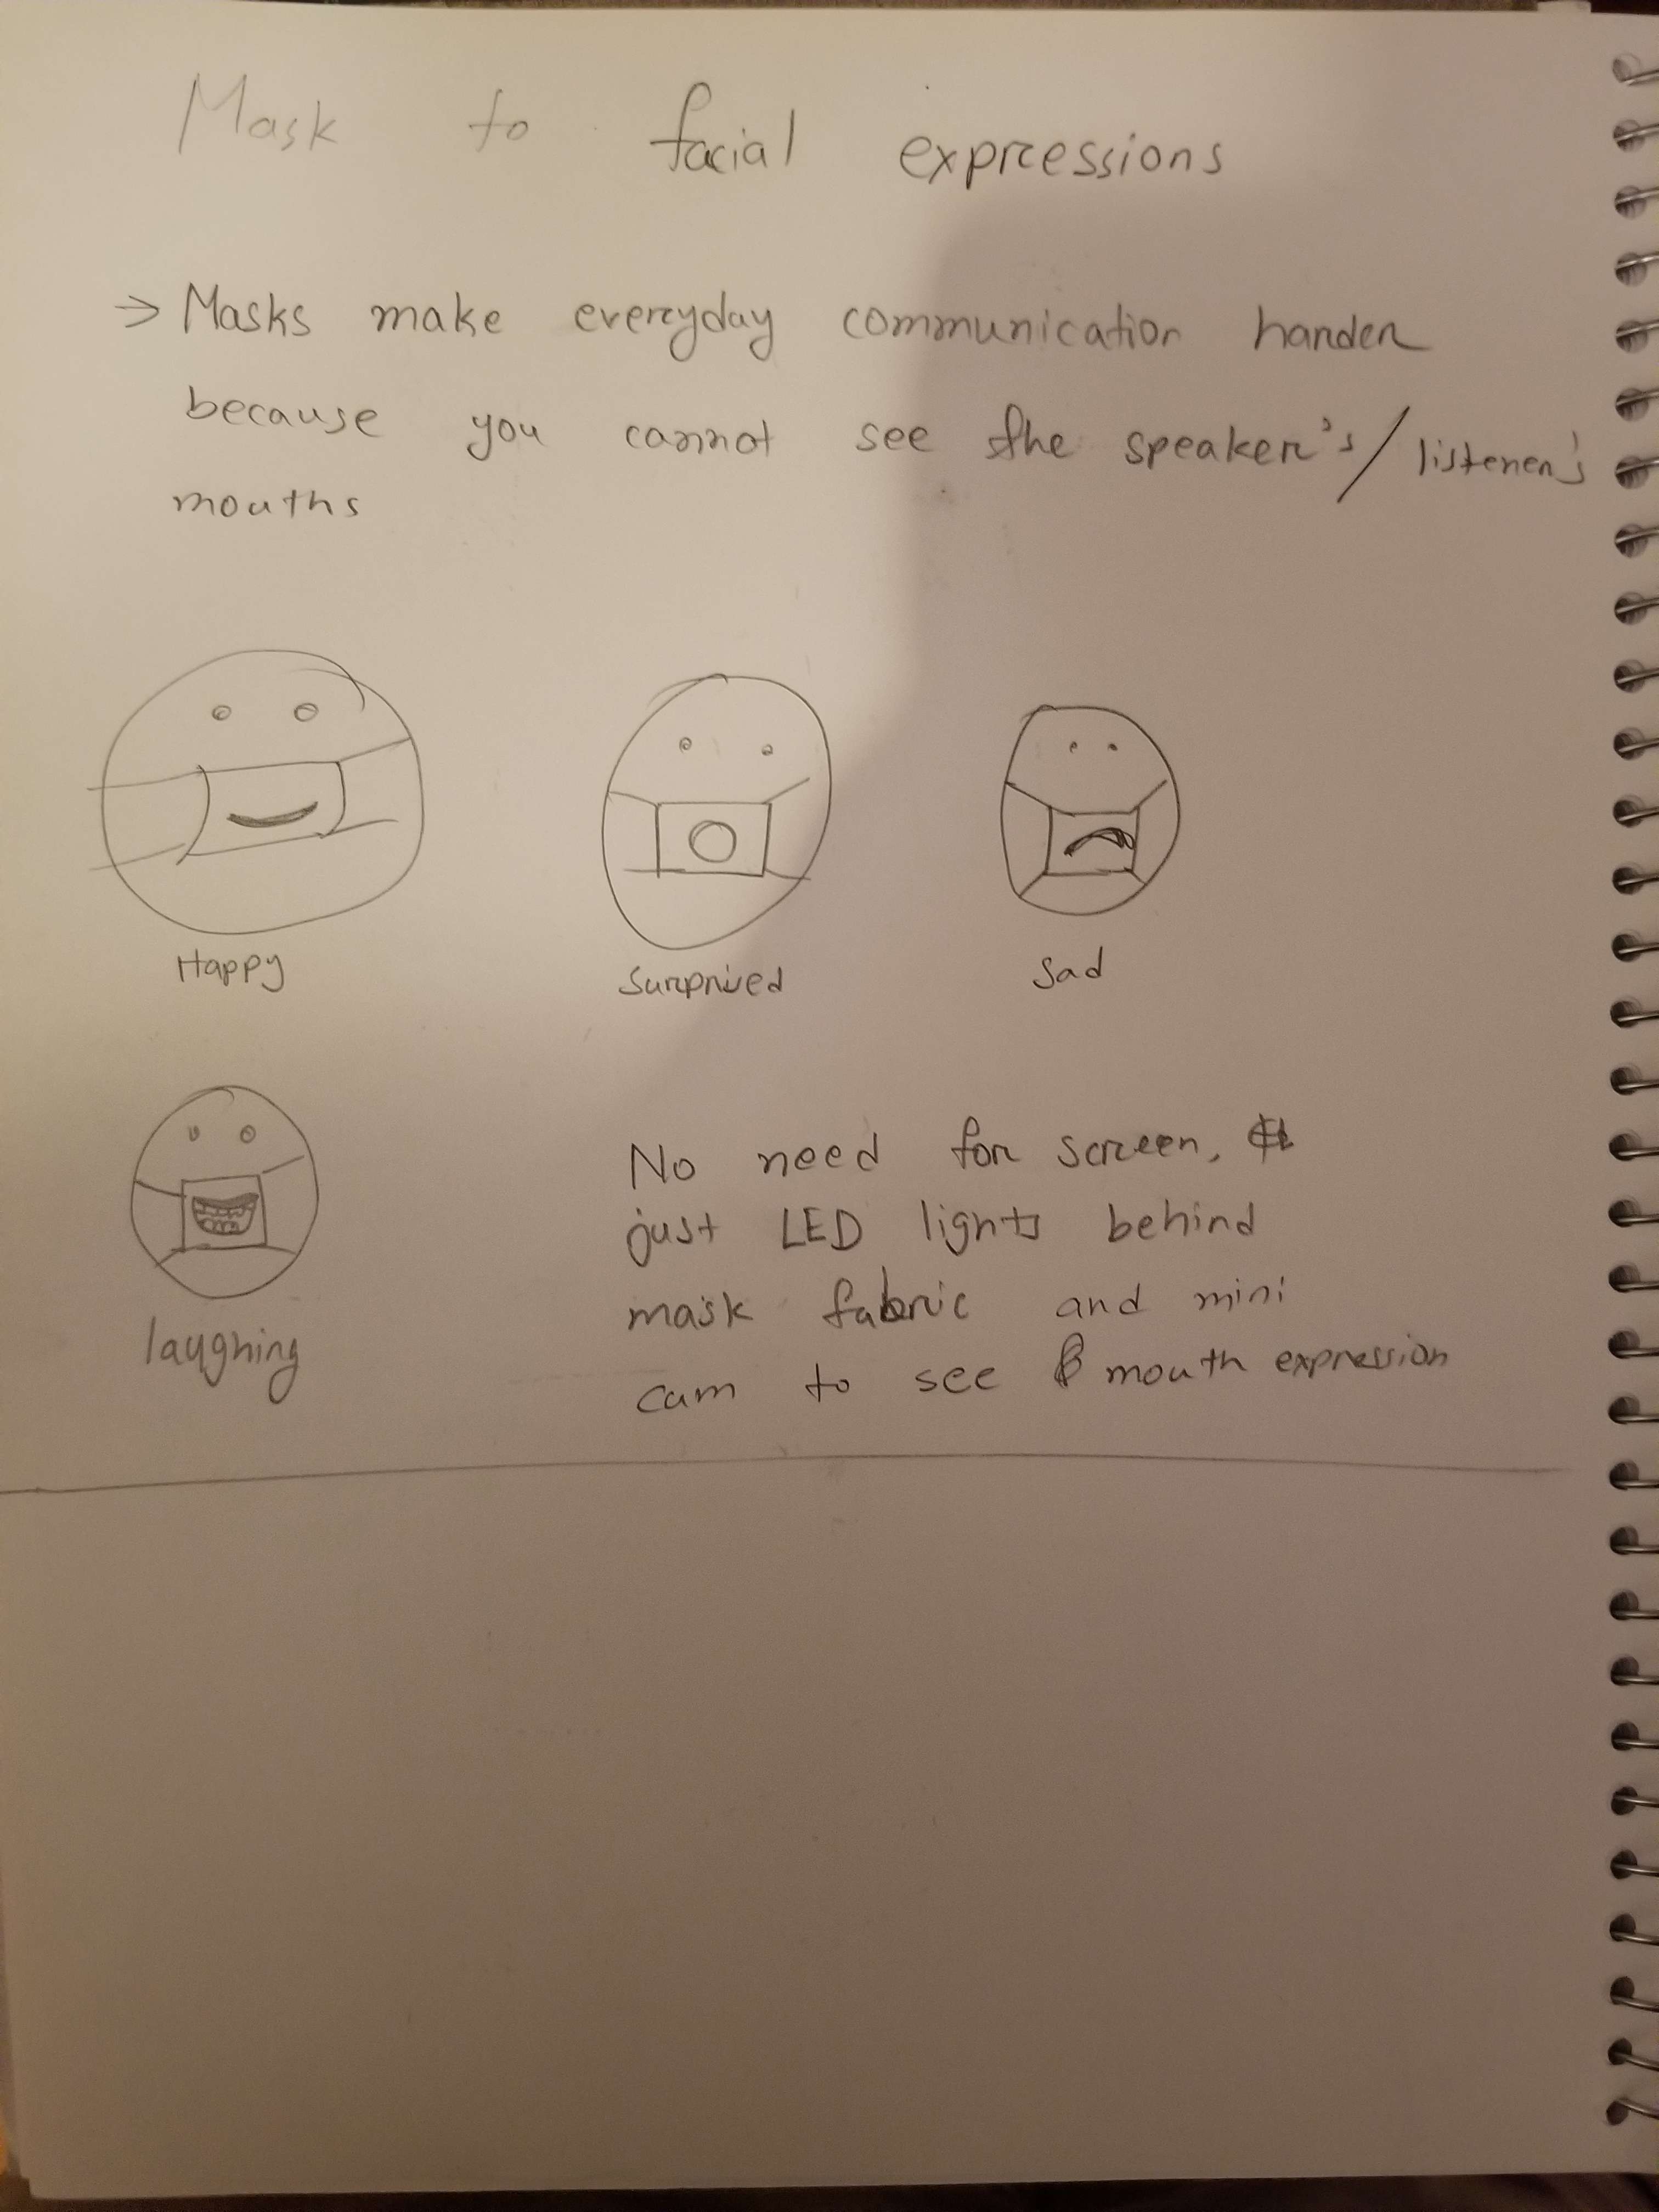 Mask to facial expressions
→ Masks make everyday communication harder
because you cannot see the speaker's/listener's
mouths
Happy
Surprised
Sad
laughing
No need for screen,
just LED lights behind
mask fabric and mini
cam to see mouth expression